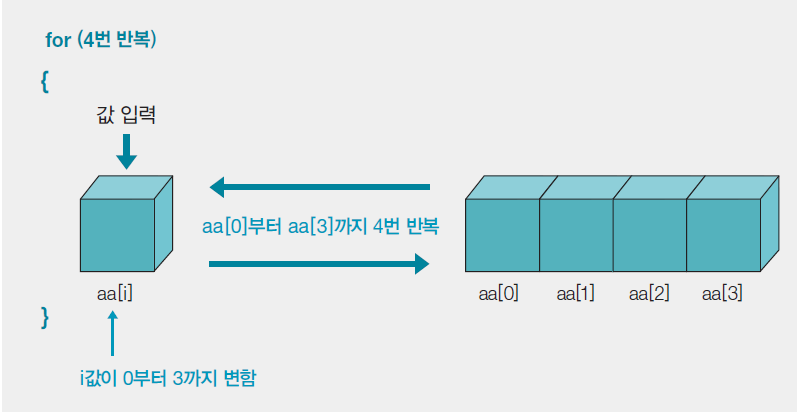 for (4번 반복)
{
값 입력
aa[0]부터 aa[3]까지 4번 반복
aa[i]
aa[0] aa[1] aa[2] aa[3]
}
i값이 0부터 3까지 변함